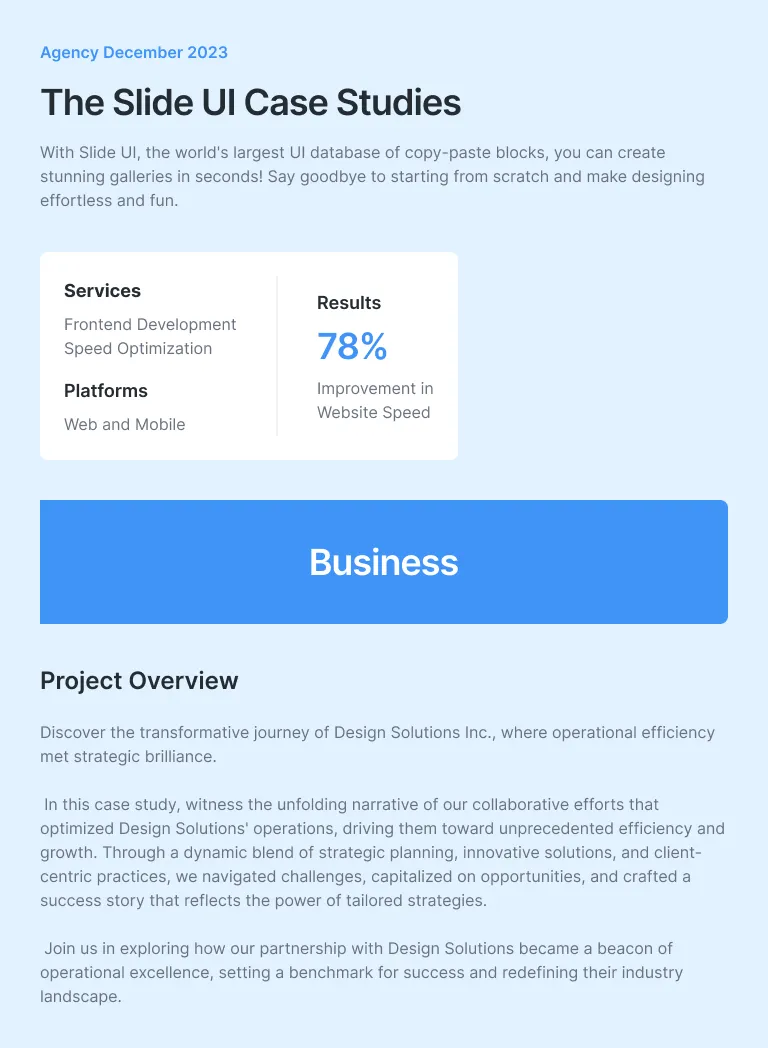 Agency December 2023
The Slide UI Case Studies
With Slide UI, the world's largest UI database of copy-paste blocks, you can create
stunning galleries in seconds! Say goodbye to starting from scratch and make designing
effortless and fun.
Services
Frontend Development
Speed Optimization
Platforms
Web and Mobile
Results
78%
Improvement in
Website Speed
Business
Project Overview
Discover the transformative journey of Design Solutions Inc., where operational efficiency
met strategic brilliance.
In this case study, witness the unfolding narrative of our collaborative efforts that
optimized Design Solutions' operations, driving them toward unprecedented efficiency and
growth. Through a dynamic blend of strategic planning, innovative solutions, and client-
centric practices, we navigated challenges, capitalized on opportunities, and crafted a
success story that reflects the power of tailored strategies.
Join us in exploring how our partnership with Design Solutions became a beacon of
operational excellence, setting a benchmark for success and redefining their industry
landscape.